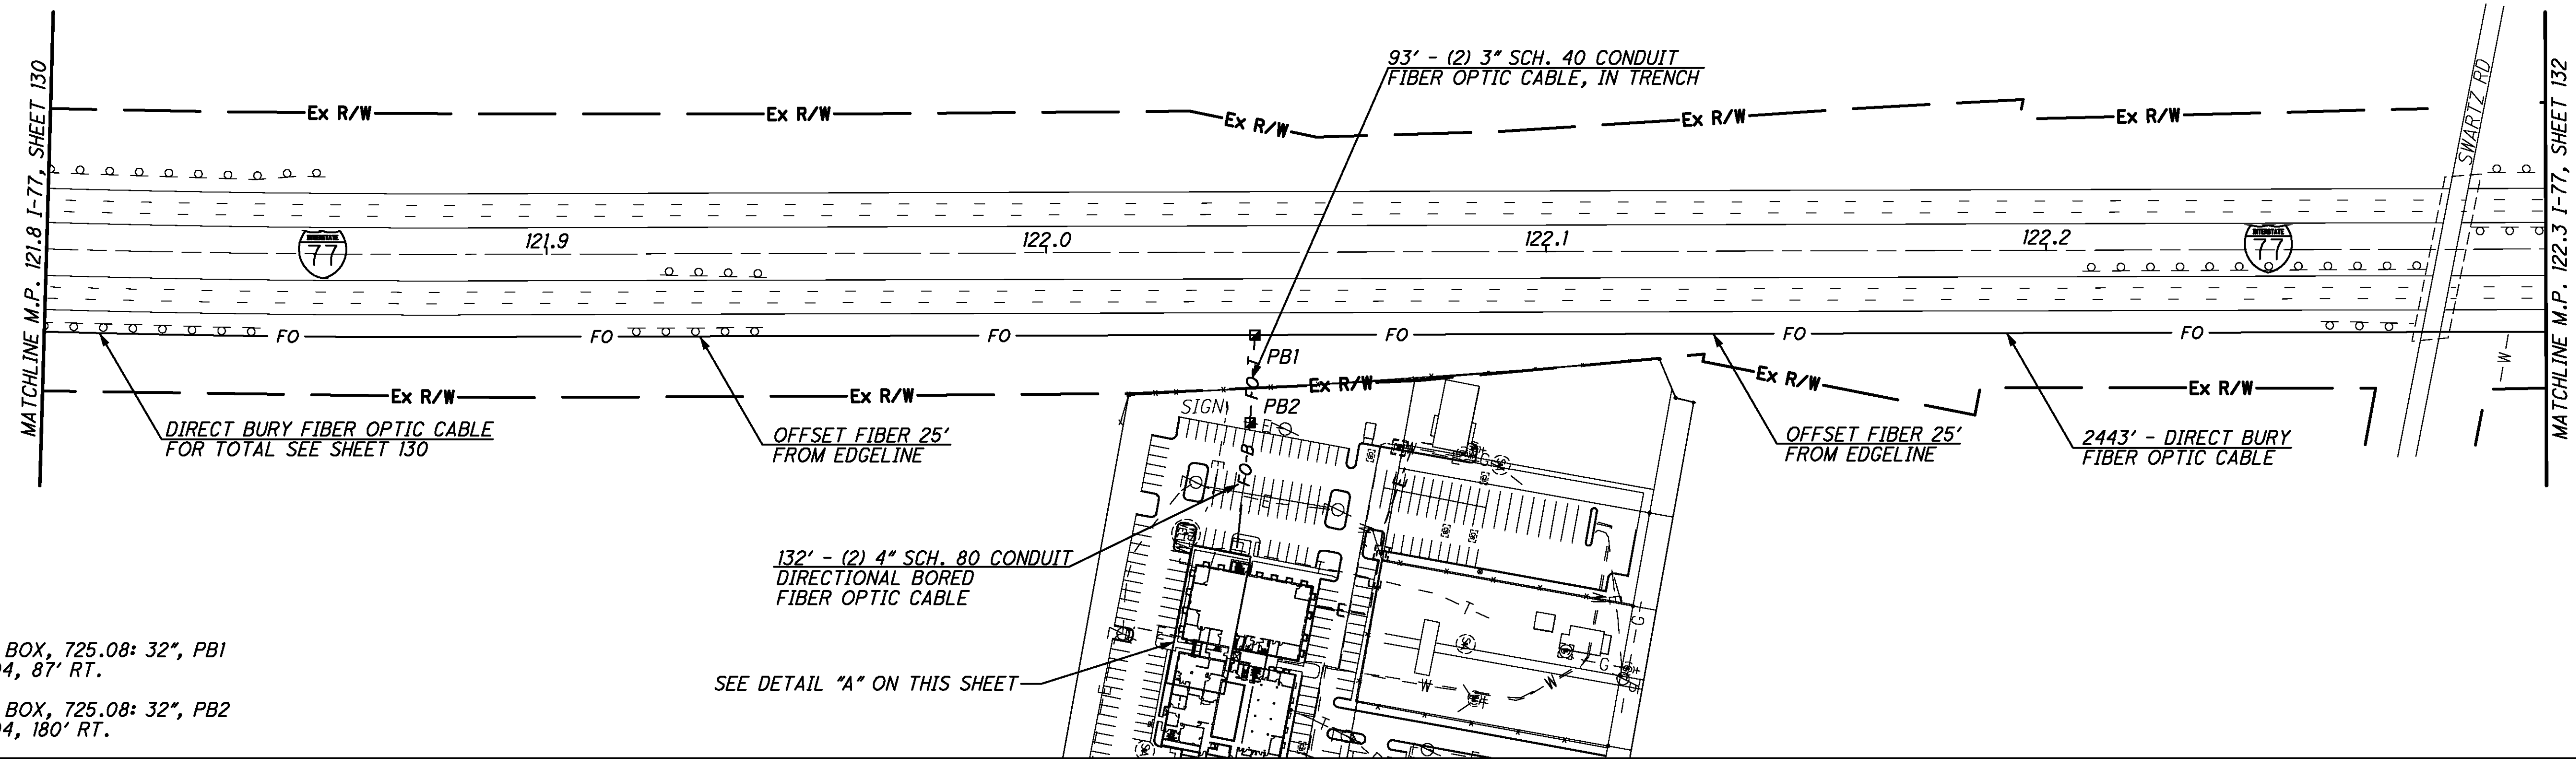 93' - (2) 3" SCH. 40 CONDUIT
FIBER OPTIC CABLE, IN TRENCH
MATCHLINE M.P. 121.8 I-77, SHEET 130
MATCHLINE M.P. 122.3 I-77, SHEET 132
SWARTZ RD
Ex R/W
Ex R/W
Ex R/W
Ex R/W
Ex R/W
INTERSTATE
77
121.9
122.0
122.1
122.2
INTERSTATE
77
FO
FO
FO
FO
FO
FO
PB1
FO-T
Ex R/W
Ex R/W
Ex R/W
Ex R/W
Ex R/W
W
SIGN
PB2
DIRECT BURY FIBER OPTIC CABLE
FOR TOTAL SEE SHEET 130
OFFSET FIBER 25'
FROM EDGELINE
OFFSET FIBER 25'
FROM EDGELINE
2443' - DIRECT BURY
FIBER OPTIC CABLE
FO-B
E
E
E
132' - (2) 4" SCH. 80 CONDUIT
DIRECTIONAL BORED
FIBER OPTIC CABLE
E
T
W
G
G
W
W
T
SEE DETAIL "A" ON THIS SHEET
BOX, 725.08: 32", PB1
4, 87' RT.
BOX, 725.08: 32", PB2
4, 180' RT.